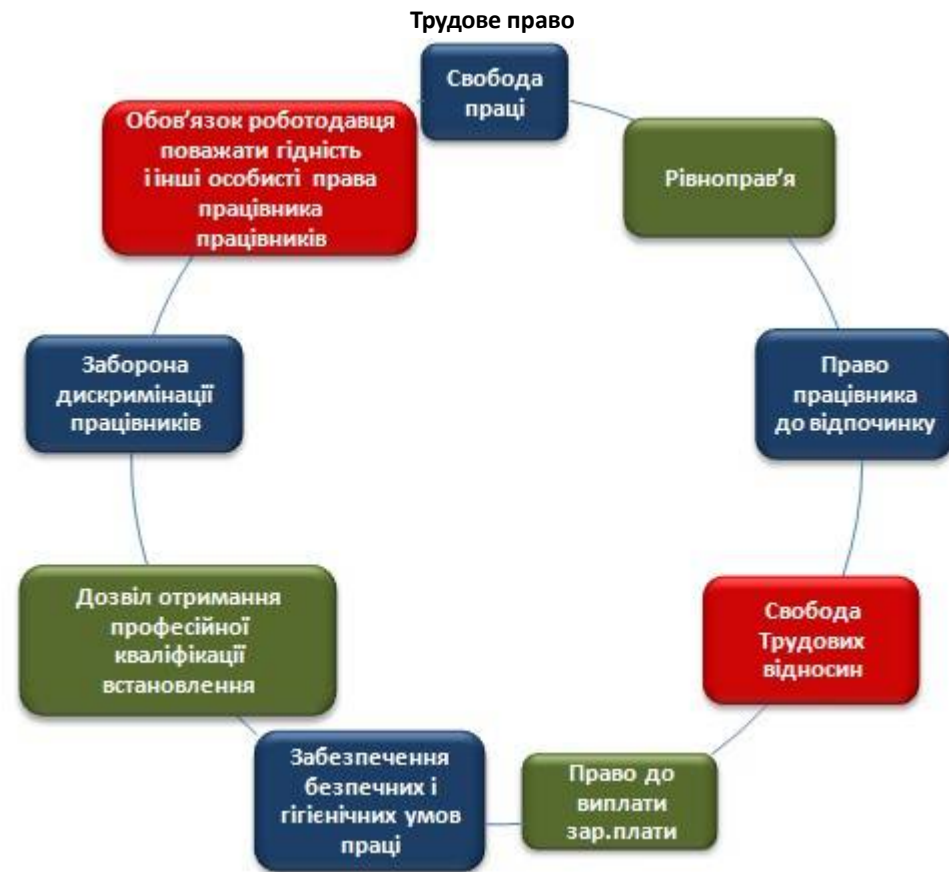 Трудове право
Свобода
праці
Рівноправ’я
Право
працівника
до відпочинку
Свобода
Трудових
відносин
Право до
виплати
зар.плати
Забезпечення
безпечних і
гігієнічних умов
праці
Дозвіл отримання
професійної
кваліфікації
встановлення
Заборона
дискримінації
працівників
Обов’язок роботодавця
поважати гідність
і інші особисті права
працівника
працівників